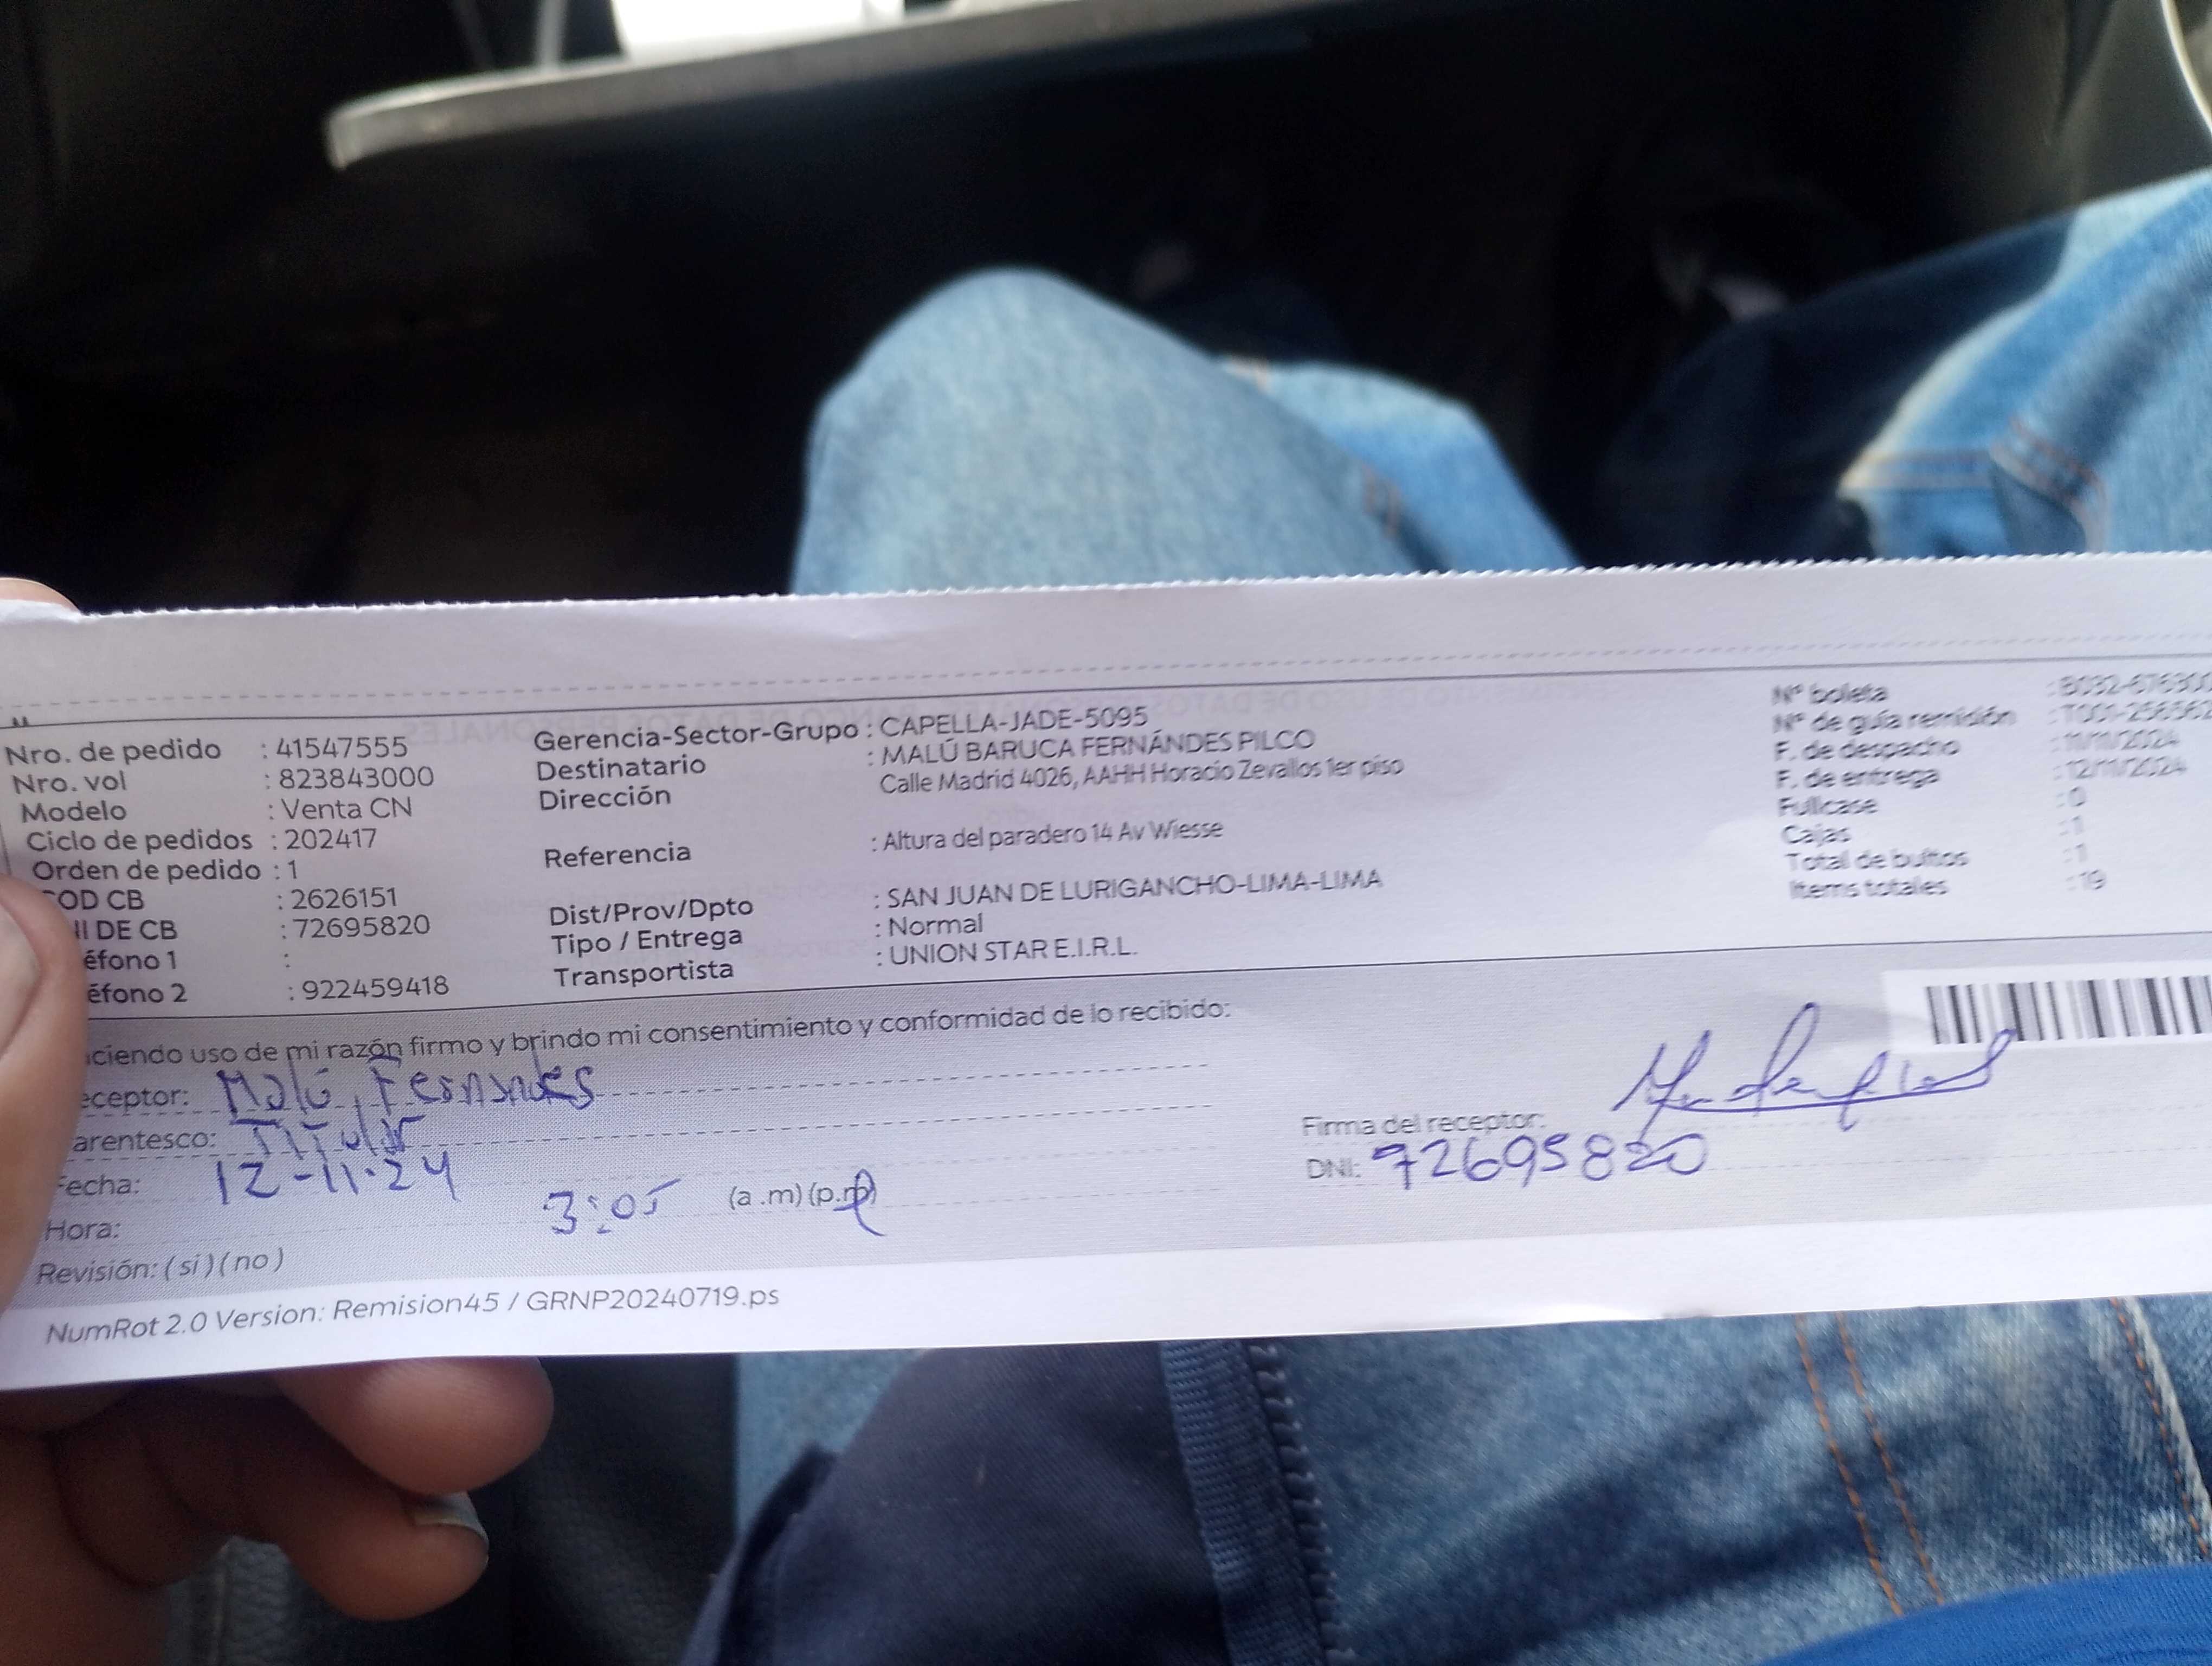 Nro. de pedido : 41547555
Nro. vol : 823843000
Modelo : Venta CN
Ciclo de pedidos : 202417
Orden de pedido : 1
COD CB : 2626151
NI DE CB : 72695820
éfono 1 :
éfono 2 : 922459418
Gerencia-Sector-Grupo : CAPELLA-JADE-5095
Destinatario : MALÚ BARUCA FERNÁNDES PILCO
Dirección Calle Madrid 4026, AAHH Horacio Zevallos 1er piso
Referencia : Altura del paradero 14 Av Wiesse
Dist/Prov/Dpto : SAN JUAN DE LURIGANCHO-LIMA-LIMA
Tipo / Entrega : Normal
Transportista : UNION STAR E.I.R.L.
Nº boleta : B032-676300
Nº de guía remisión : T001-256562
F. de despacho : 11/11/2024
F. de entrega : 12/11/2024
Fullcase : 0
Cajas : 1
Total de bultos : 1
Items totales : 19
ciendo uso de mi razón firmo y brindo mi consentimiento y conformidad de lo recibido:
eceptor: Malú Fernandes
arentesco: Titular
Fecha: 12-11-24
Hora: 3:05 (a.m) (p.m)
Revisión: (si) (no)
Firma del receptor:
DNI: 72695820
NumRot 2.0 Version: Remision45 / GRNP20240719.ps